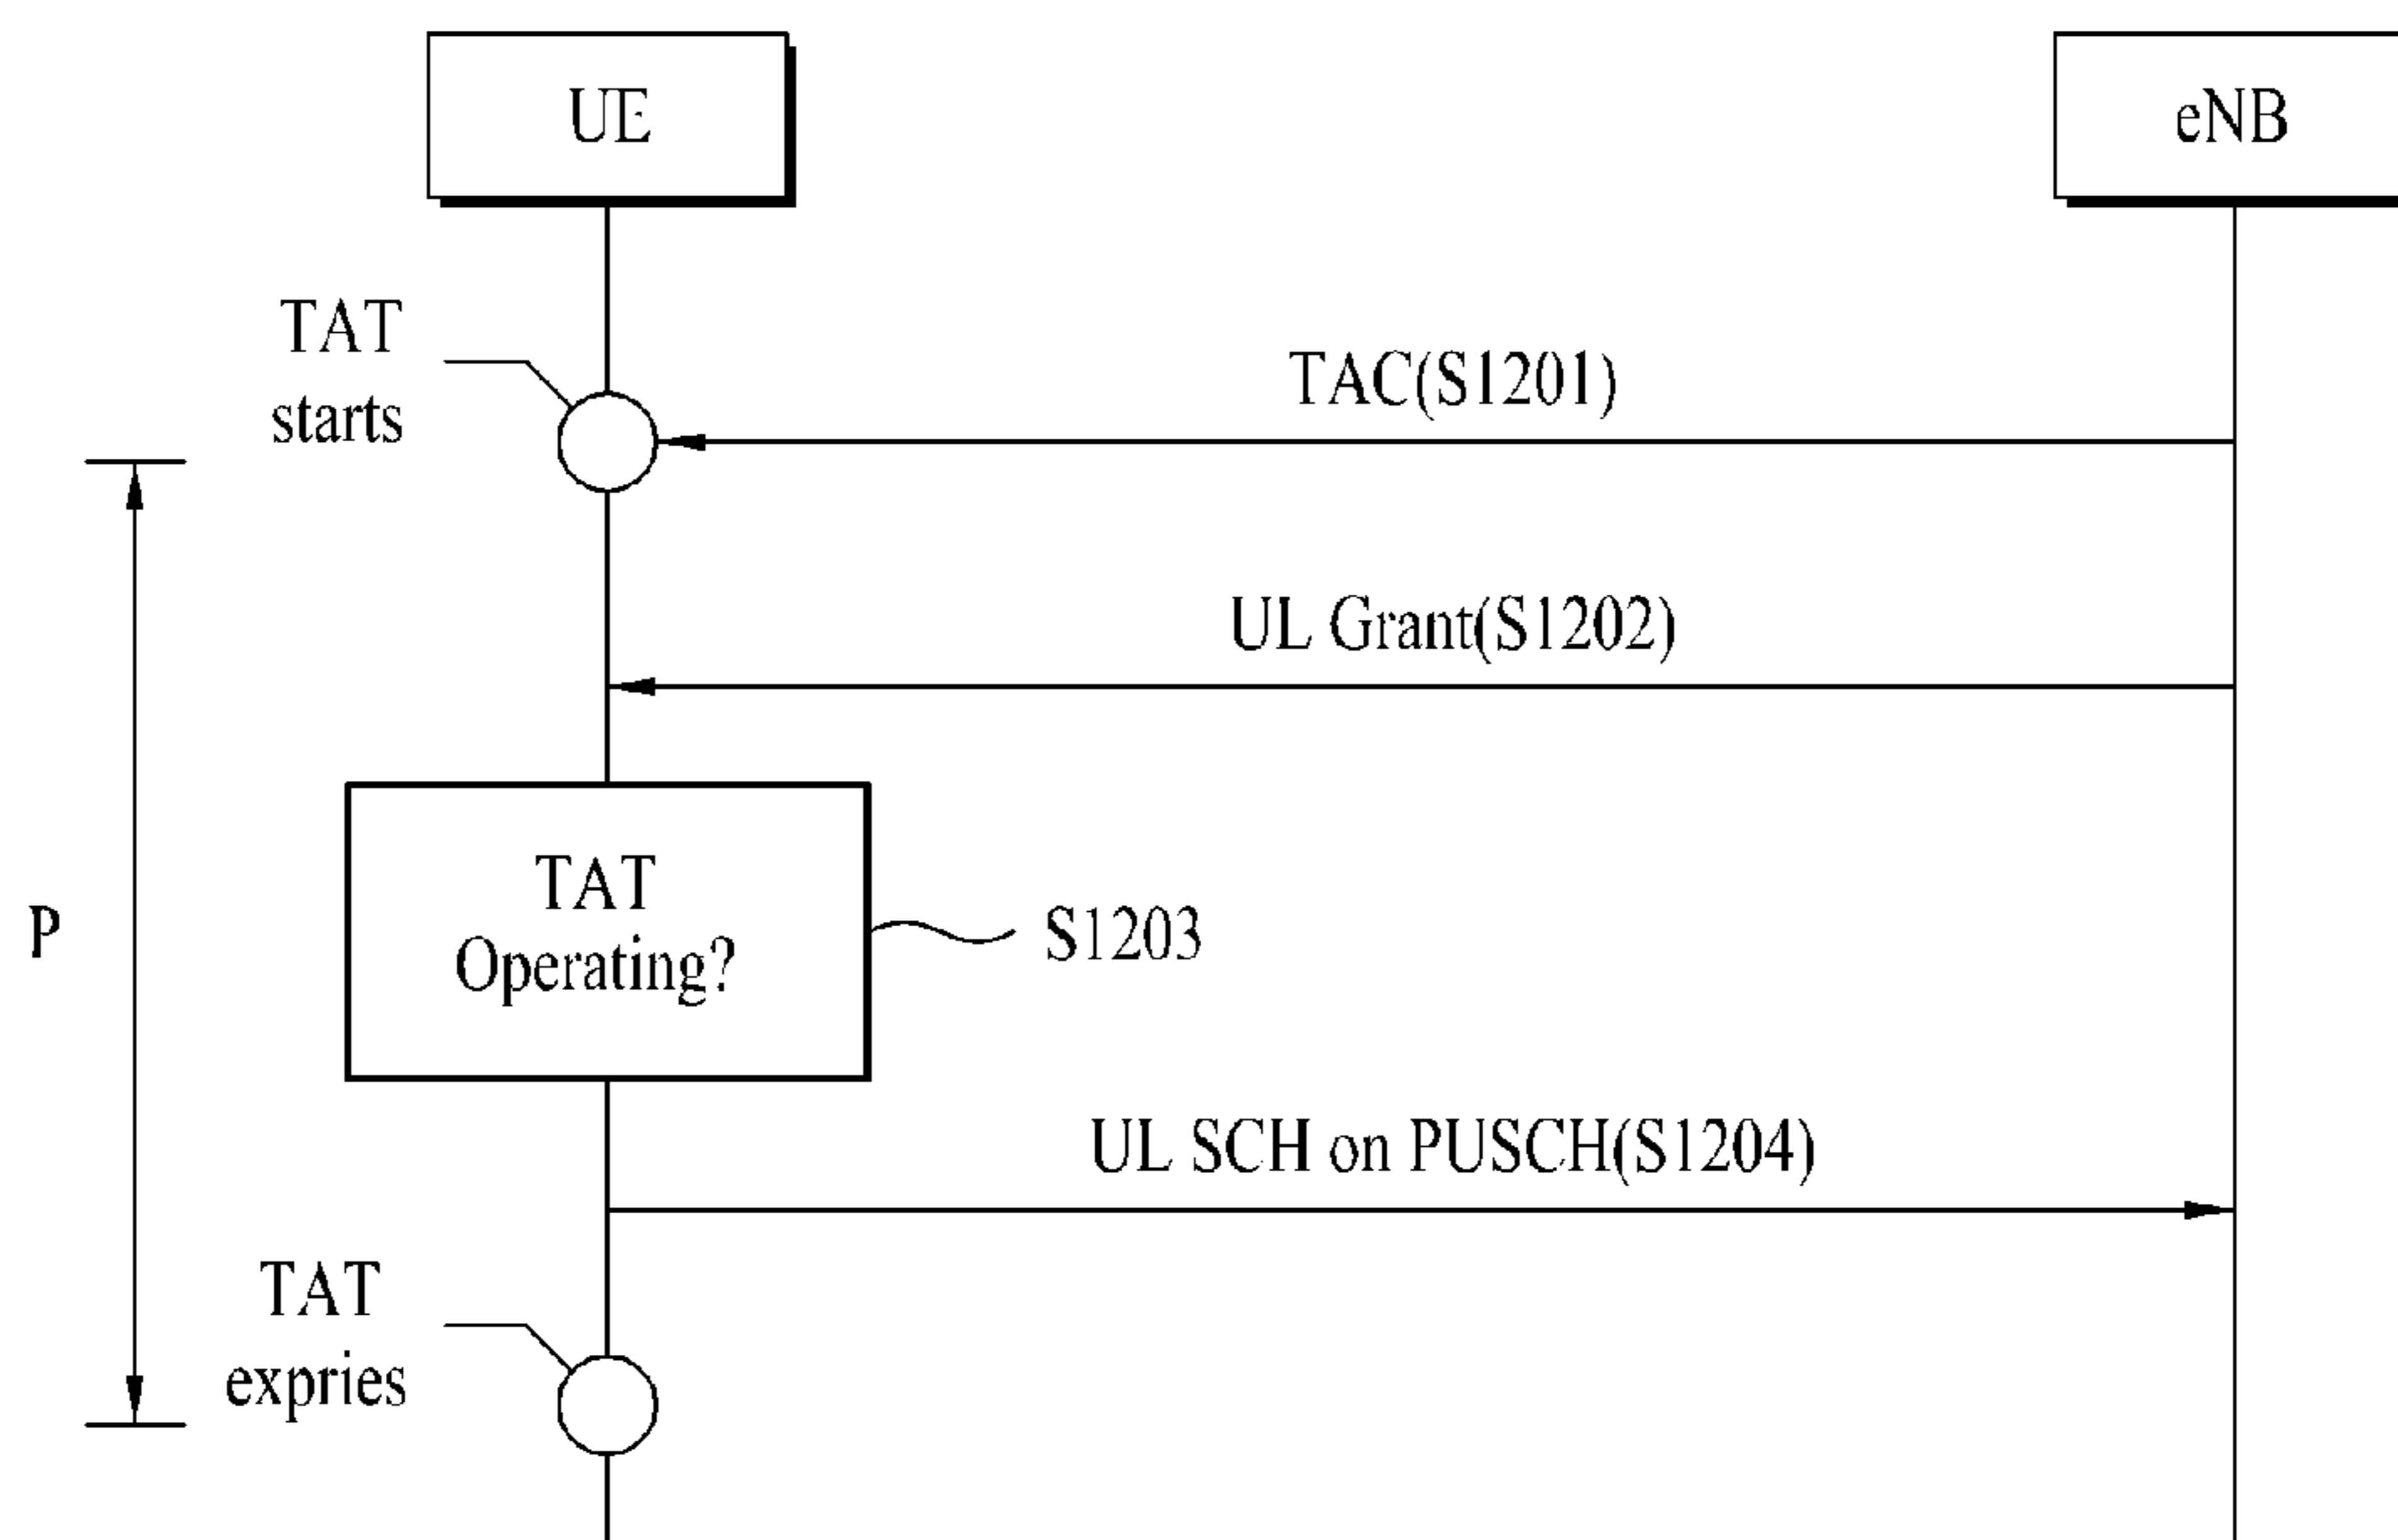 UE
eNB
TAT
starts
TAC(S1201)
UL Grant(S1202)
TAT
Operating?
S1203
P
UL SCH on PUSCH(S1204)
TAT
expries